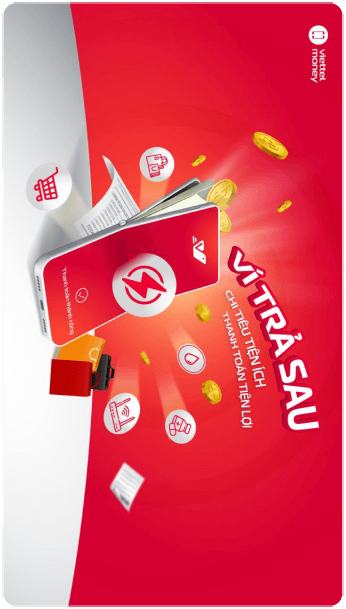 viettel
money
VÍ TRẢ SAU
CHI TIÊU TIỆN ÍCH
THANH TOÁN TIỆN LỢI
Thanh toán thành công